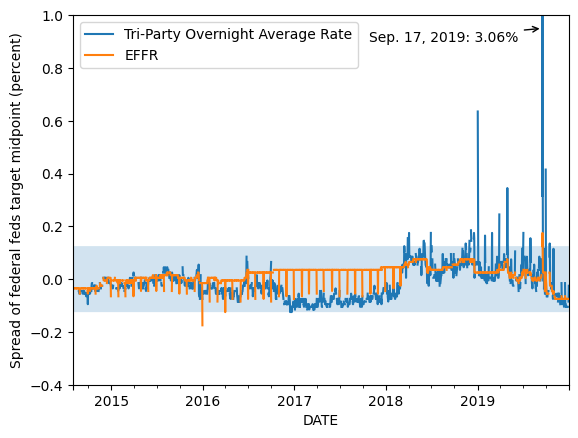 Spread of federal feds target midpoint (percent)
1.0
0.8
0.6
0.4
0.2
0.0
−0.2
−0.4
Tri-Party Overnight Average Rate
EFFR
Sep. 17, 2019: 3.06%
2015
2016
2017
2018
2019
DATE